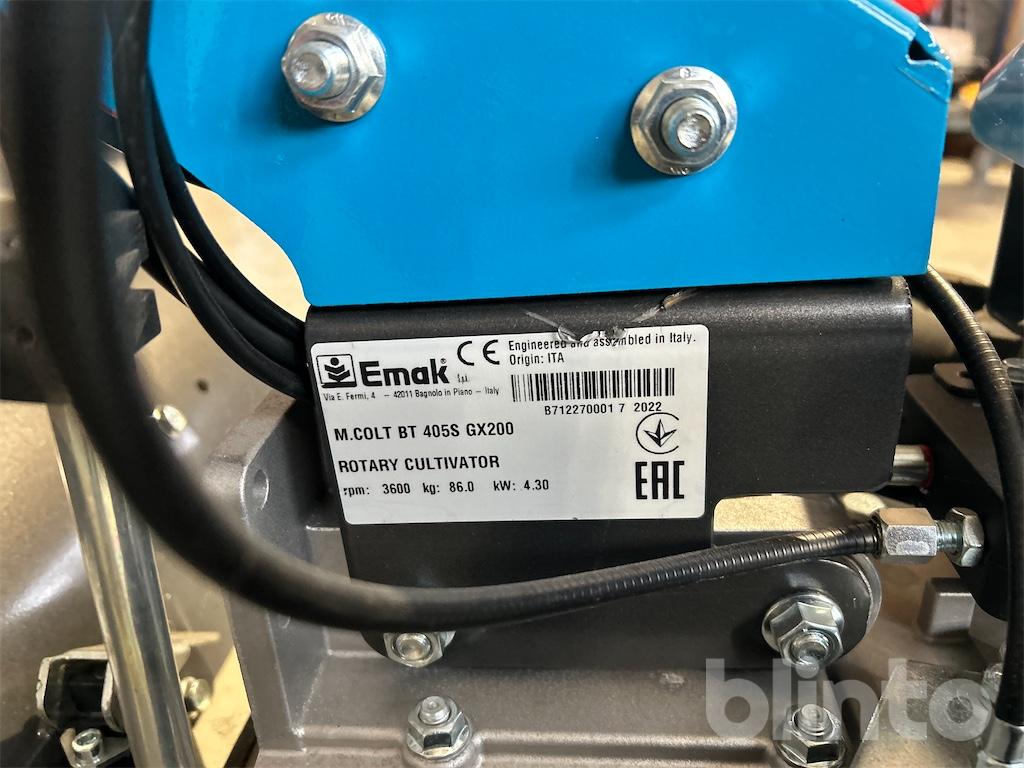 Emak® S.p.A.
Via E. Fermi, 4 – 42011 Bagnolo in Piano – Italy
CE
Engineered and assembled in Italy.
Origin: ITA
B712270001 7 2022
M.COLT BT 405S GX200
ROTARY CULTIVATOR
rpm: 3600 kg: 86.0 kW: 4.30
EAC
blinto